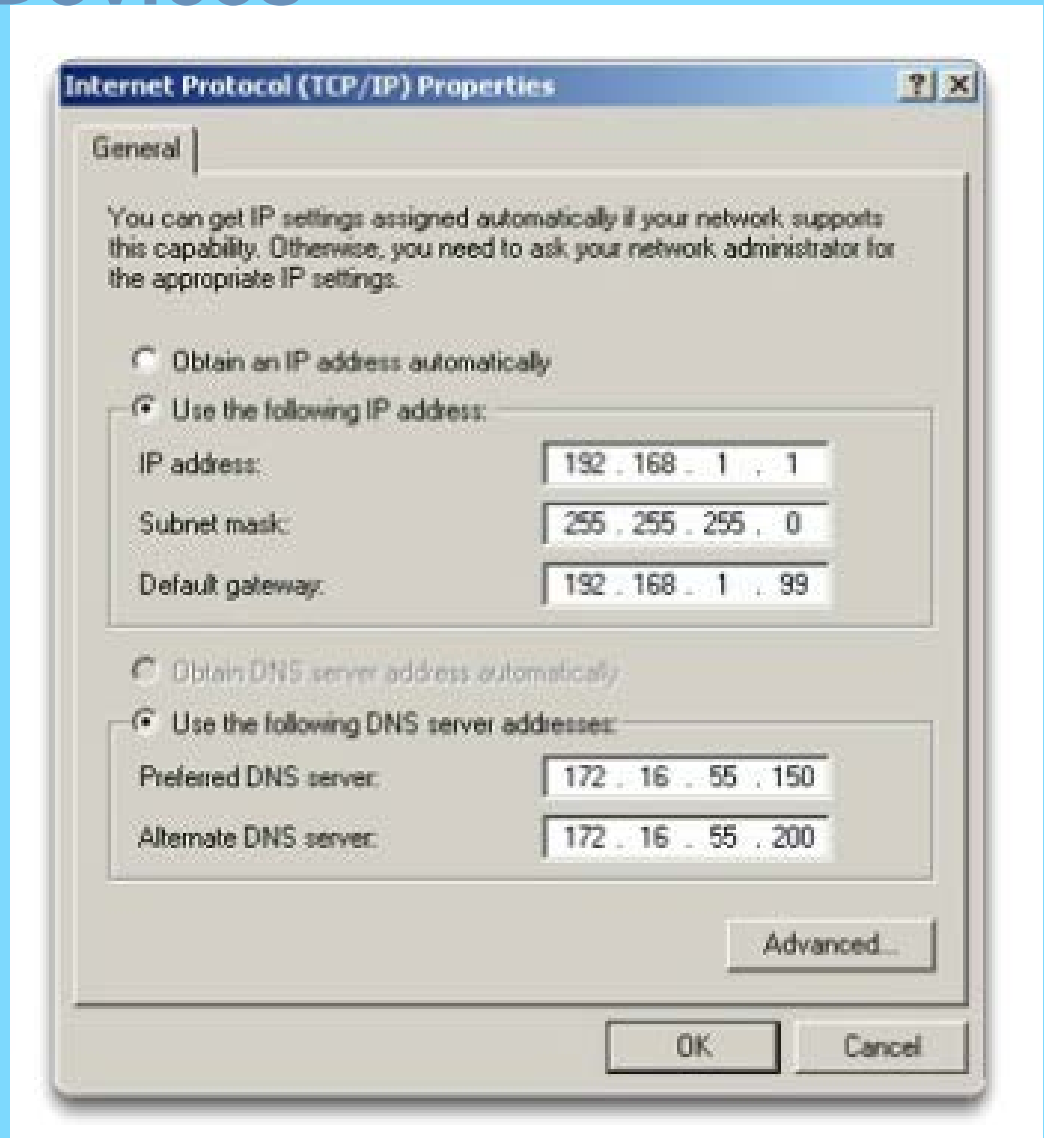 Devices
Internet Protocol (TCP/IP) Properties
General
You can get IP settings assigned automatically if your network supports
this capability. Otherwise, you need to ask your network administrator for
the appropriate IP settings.
Obtain an IP address automatically
Use the following IP address:
IP address: 192 . 168 . 1 . 1
Subnet mask: 255 . 255 . 255 . 0
Default gateway: 192 . 168 . 1 . 99
Obtain DNS server address automatically
Use the following DNS server addresses:
Preferred DNS server: 172 . 16 . 55 . 150
Alternate DNS server: 172 . 16 . 55 . 200
Advanced...
OK Cancel